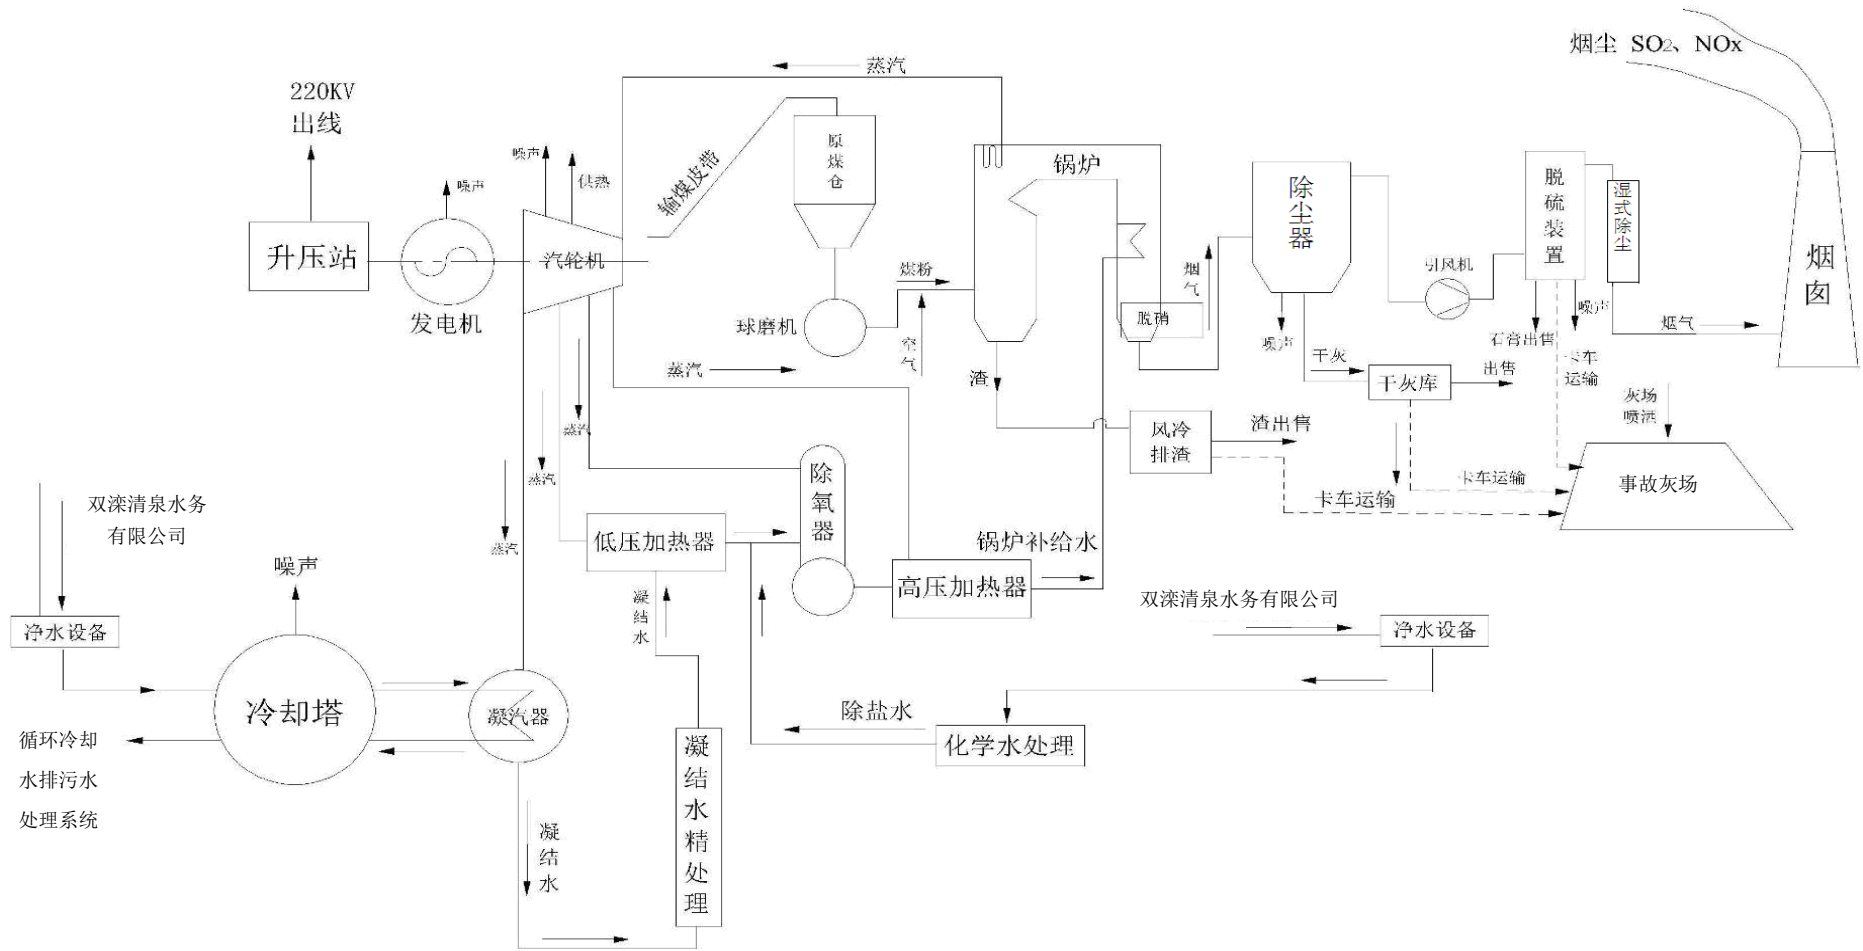 烟尘 SO₂、NOx
蒸汽
220KV
出线
噪声
供热
噪声
输煤皮带
原煤仓
锅炉
除尘器
脱硫装置
湿式除尘
升压站
发电机
汽轮机
煤粉
烟气
引风机
烟囱
球磨机
空气
脱硝
噪声
石膏出售
噪声
烟气
蒸汽
渣
干灰
干灰库
出售
卡车
运输
灰场
喷洒
蒸汽
蒸汽
蒸汽
除氧器
风冷
排渣
渣出售
卡车运输
卡车运输
事故灰场
双滦清泉水务
有限公司
低压加热器
锅炉补给水
高压加热器
噪声
净水设备
凝结水
双滦清泉水务有限公司
净水设备
冷却塔
凝汽器
除盐水
化学水处理
循环冷却
水排污水
处理系统
凝结水
凝结水精处理